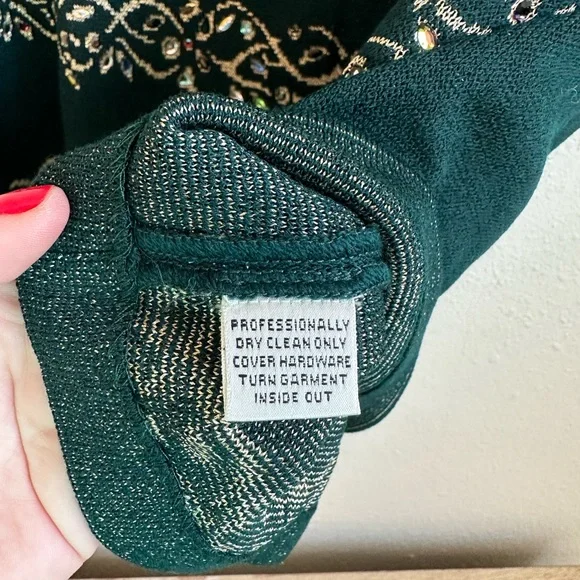 PROFESSIONALLY
DRY CLEAN ONLY
COVER HARDWARE
TURN GARMENT
INSIDE OUT